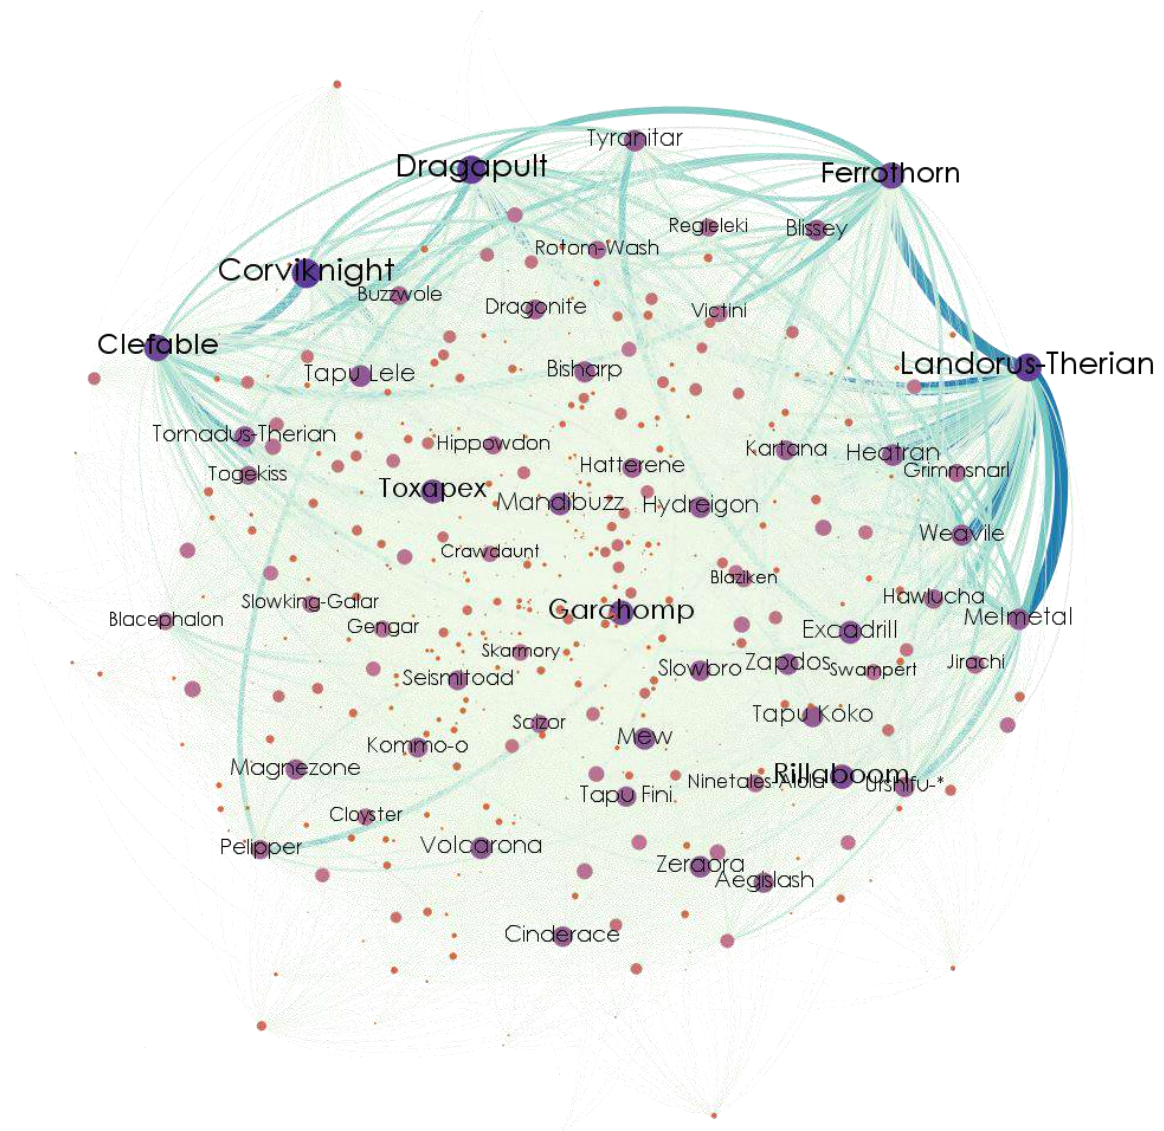 Tyranitar
Dragapult
Ferrothorn
Regieleki
Blissey
Rotom-Wash
Corviknight
Buzzwole
Dragonite
Victini
Clefable
Landorus-Therian
Tapu Lele
Bisharp
Tornadus-Therian
Hippowdon
Kartana
Heatran
Togekiss
Hatterene
Grimmsnarl
Toxapex
Mandibuzz
Hydreigon
Weavile
Crawdaunt
Blaziken
Slowking-Galar
Garchomp
Hawlucha
Blacephalon
Gengar
Excadrill
Melmetal
Skarmory
Slowbro
Zapdos
Swampert
Jirachi
Seismitoad
Scizor
Tapu Koko
Kommo-o
Mew
Magnezone
Ninetales-Alola
Rillaboom
Urshifu-*
Tapu Fini
Cloyster
Pelipper
Volcarona
Zeraora
Aegislash
Cinderace